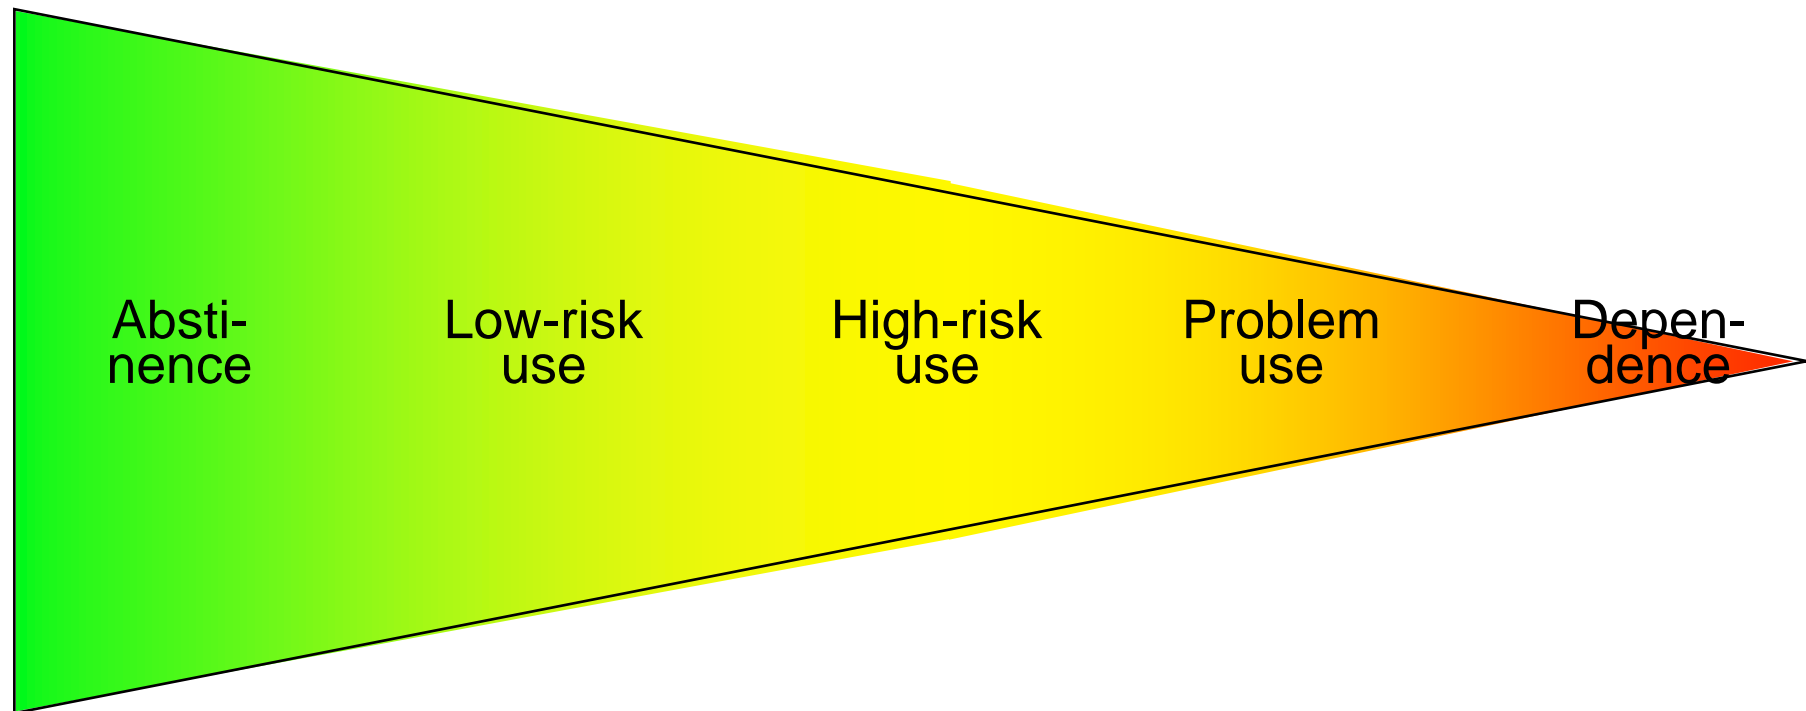 Absti-
nence
Low-risk
use
High-risk
use
Problem
use
Depen-
dence